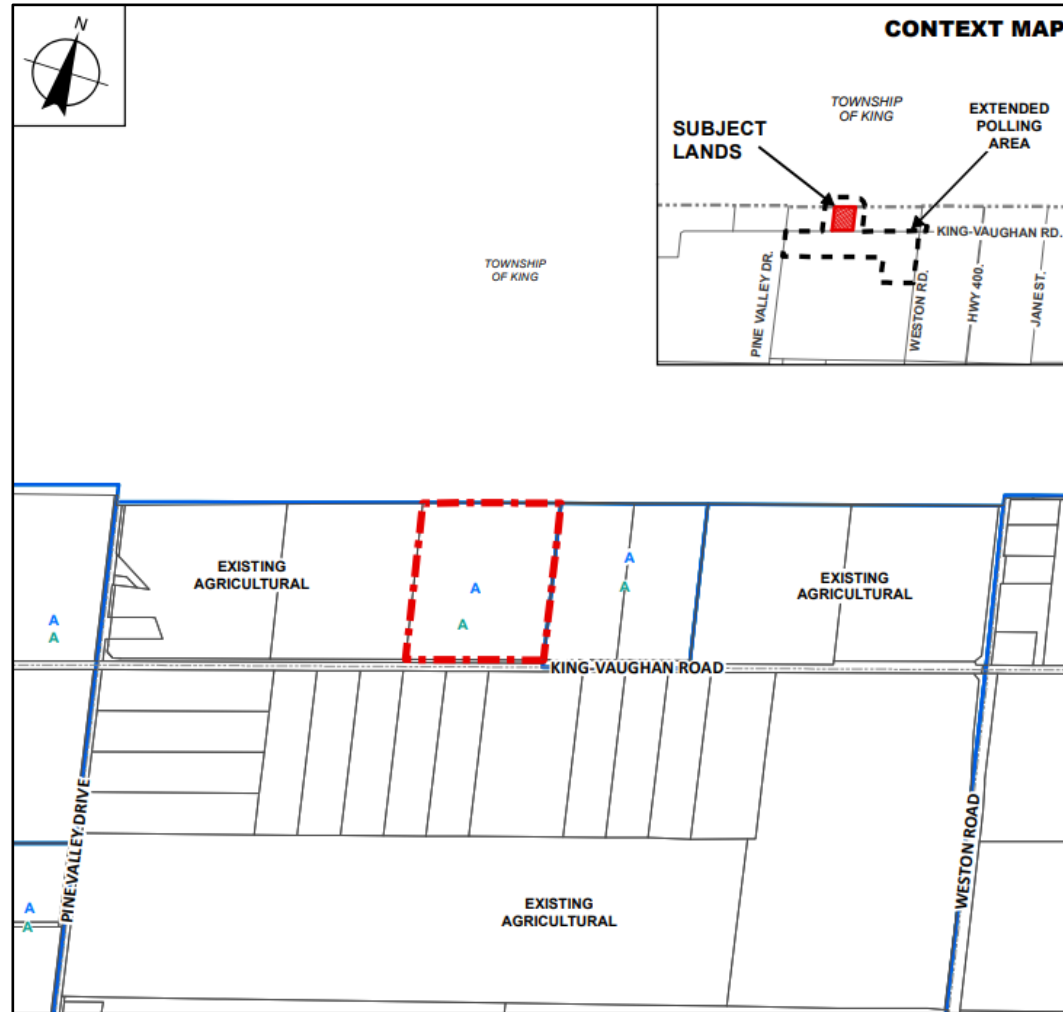 N
CONTEXT MAP
TOWNSHIP
OF KING
SUBJECT
LANDS
EXTENDED
POLLING
AREA
KING-VAUGHAN RD.
PINE VALLEY DR.
WESTON RD.
HWY 400.
JANE ST.
TOWNSHIP
OF KING
EXISTING
AGRICULTURAL
A
A
A
A
EXISTING
AGRICULTURAL
A
A
KING-VAUGHAN ROAD
PINE VALLEY DRIVE
WESTON ROAD
EXISTING
AGRICULTURAL
A
A